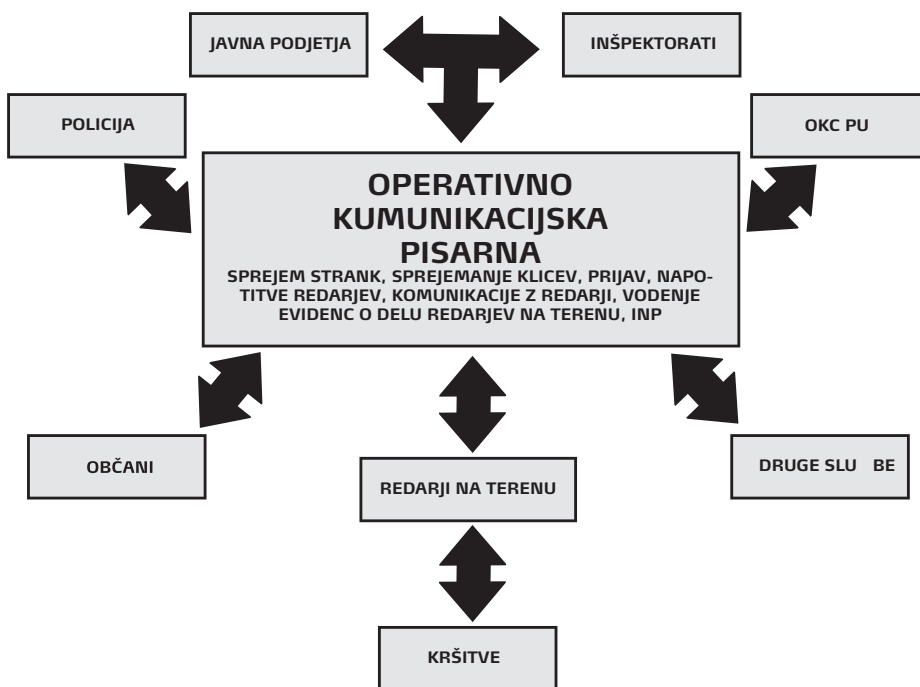 JAVNA PODJETJA
INŠPEKTORATI
POLICIJA
OKC PU
OPERATIVNO
KUMUNIKACIJSKA
PISARNA
SPREJEM STRANK, SPREJEMANJE KLICEV, PRIJAV, NAPO-
TITVE REDARJEV, KOMUNIKACIJE Z REDARJI, VODENJE
EVIDENC O DELU REDARJEV NA TERENU, INP
OBČANI
REDARJI NA TERENU
DRUGE SLU BE
KRŠITVE